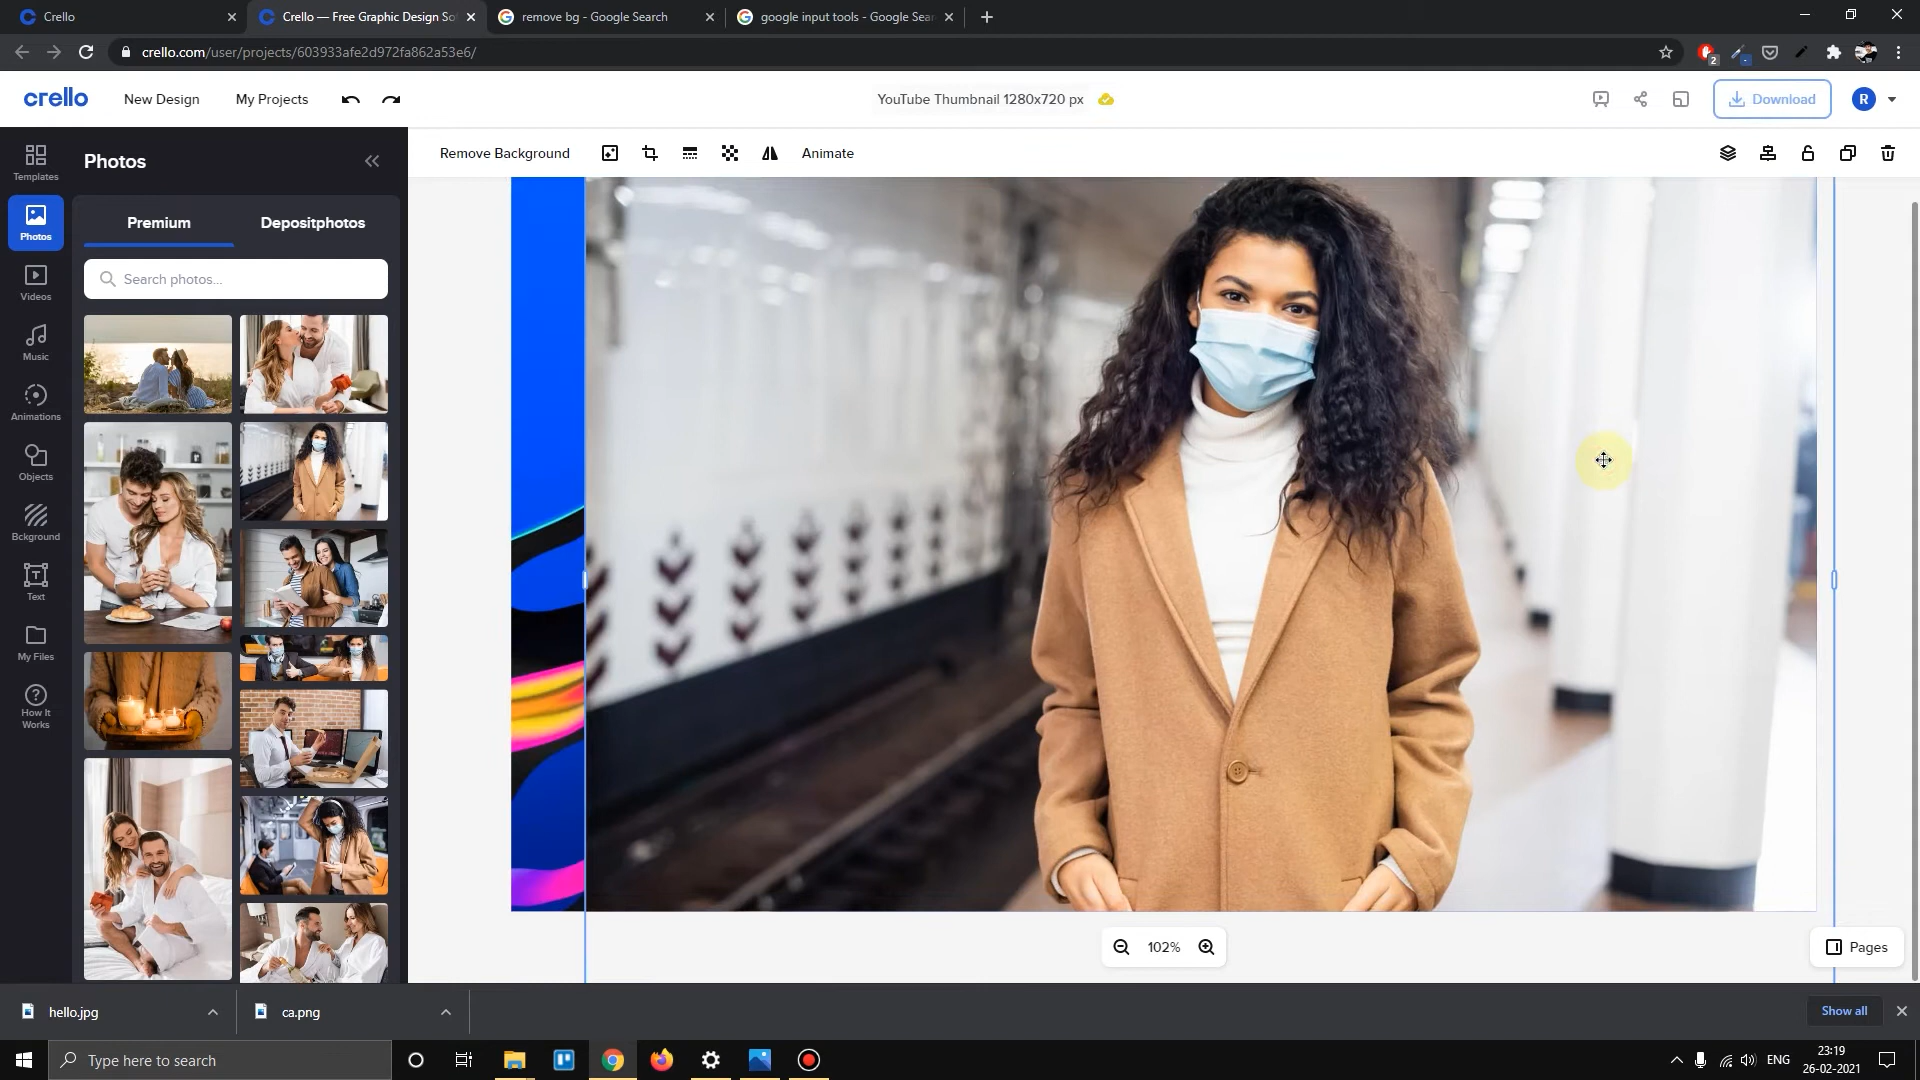 Crello
Crello — Free Graphic Design So
remove bg - Google Search
google input tools - Google Sear
crello.com/user/projects/603933afe2d972fa862a53e6/
2
crello
New Design
My Projects
YouTube Thumbnail 1280x720 px
Download
R
Templates
Photos
Remove Background
Animate
Photos
Premium
Depositphotos
Search photos...
Videos
Music
Animations
Objects
Bckground
Text
My Files
How It
Works
102%
Pages
hello.jpg
ca.png
Show all
Type here to search
ENG
23:19
26-02-2021